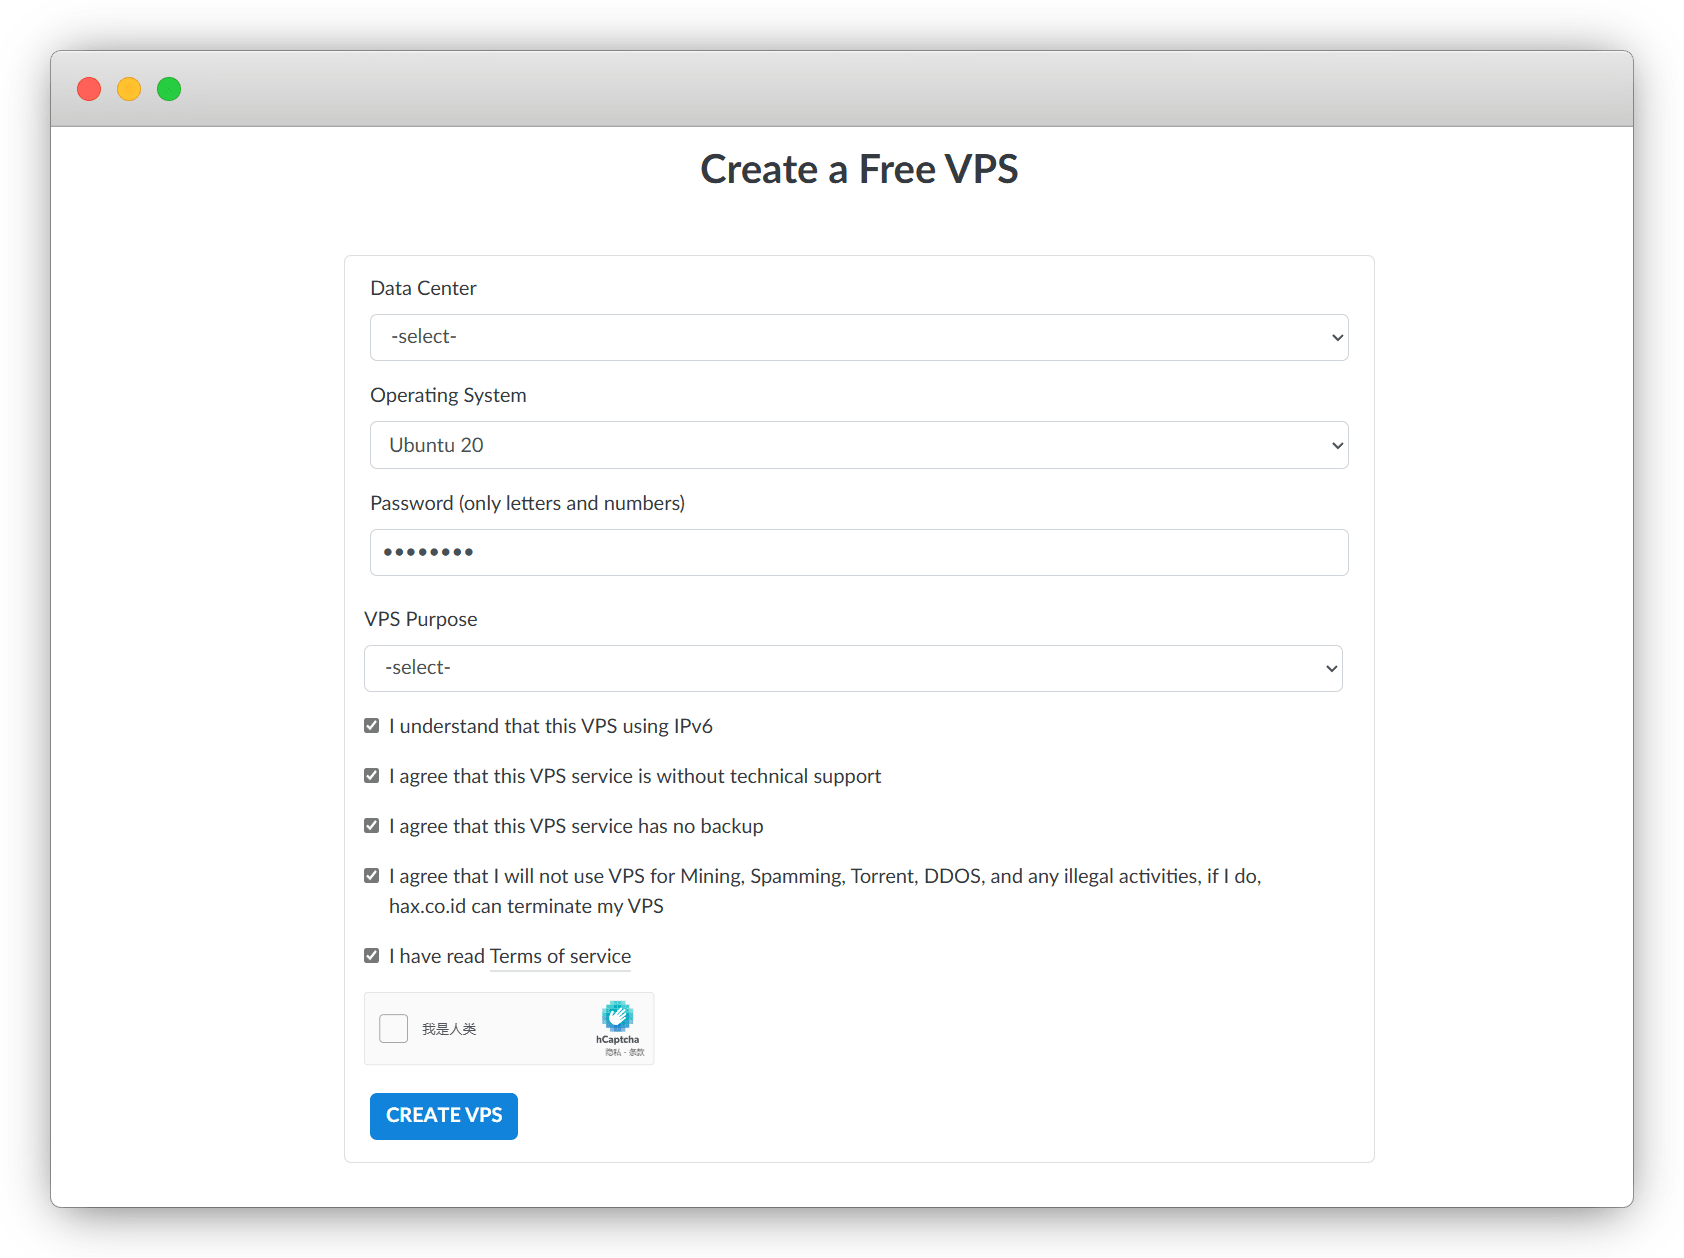 Create a Free VPS
Data Center
-select-
Operating System
Ubuntu 20
Password (only letters and numbers)
••••••••
VPS Purpose
-select-
I understand that this VPS using IPv6
I agree that this VPS service is without technical support
I agree that this VPS service has no backup
I agree that I will not use VPS for Mining, Spamming, Torrent, DDOS, and any illegal activities, if I do,
hax.co.id can terminate my VPS
I have read Terms of service
我是人类
hCaptcha
隐私 - 条款
CREATE VPS